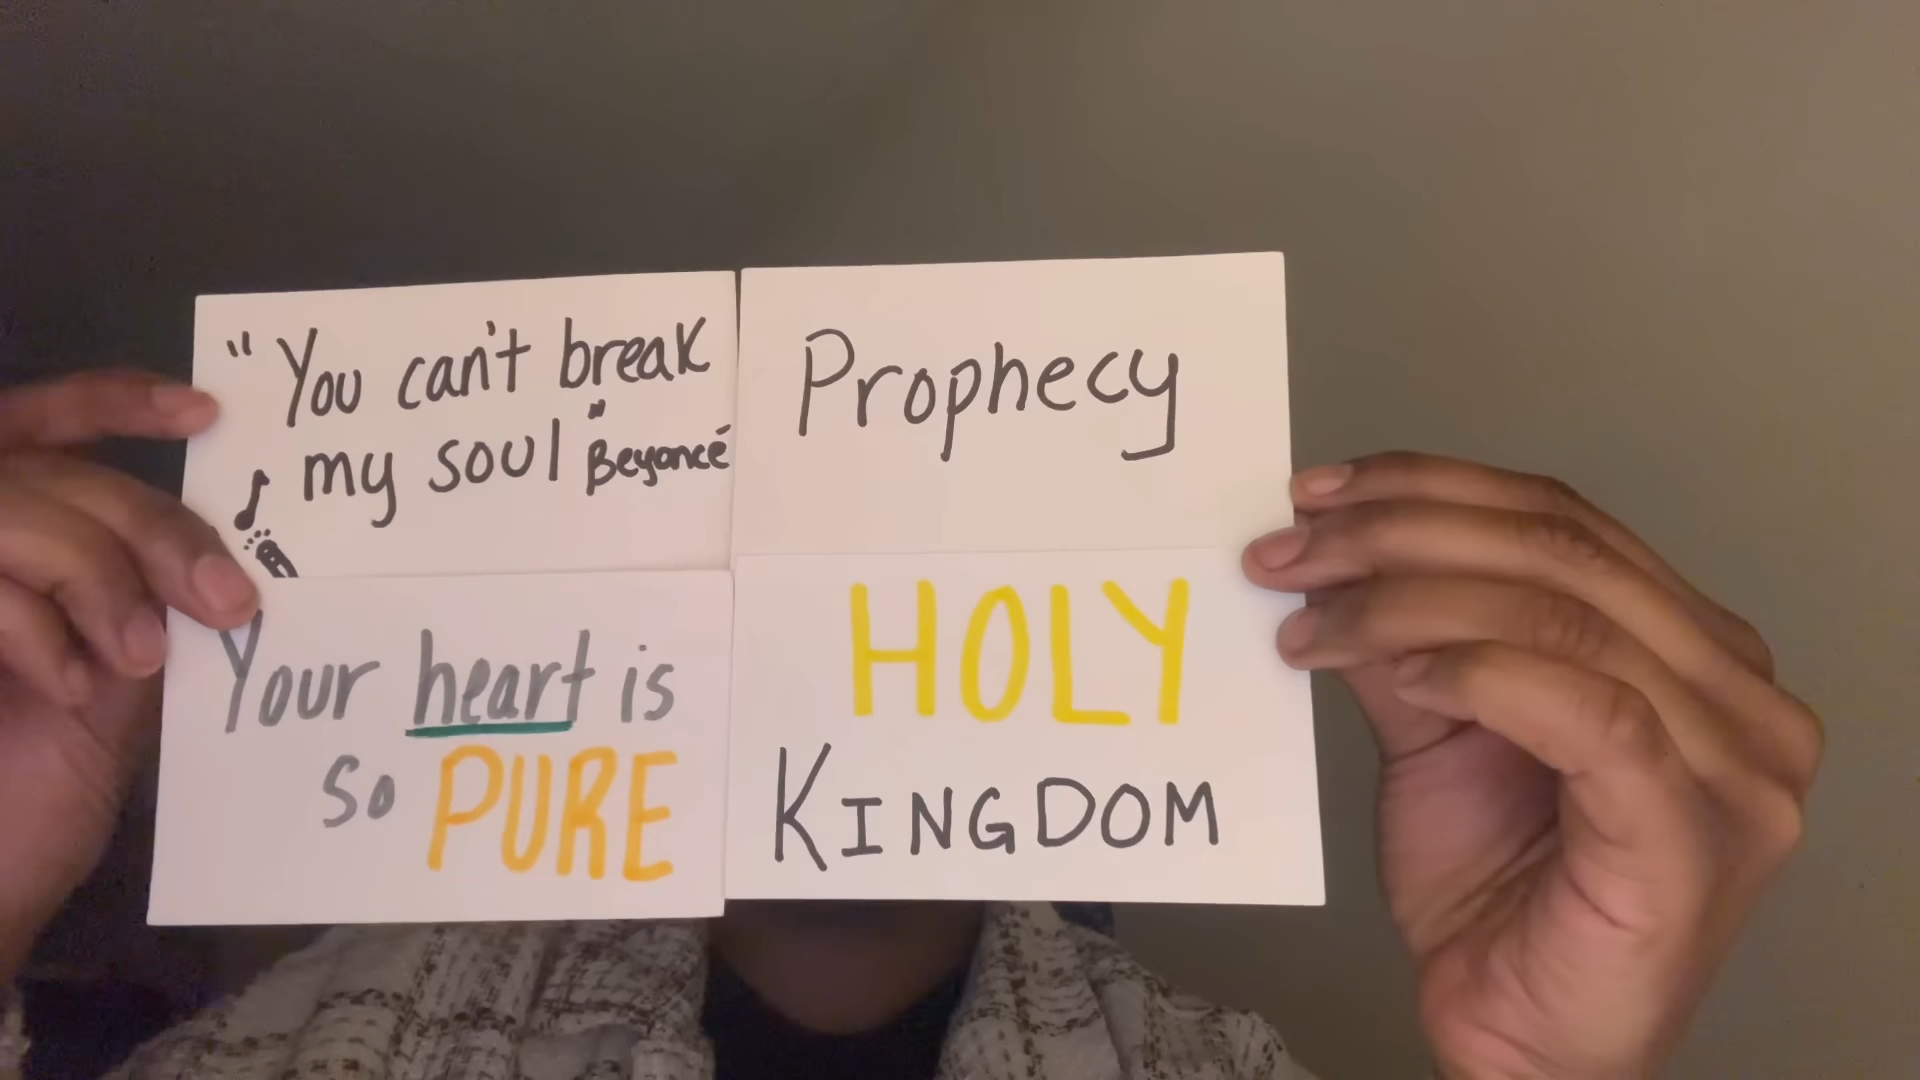 "You can't break
my soul" Beyoncé
Prophecy
Your heart is
so PURE
HOLY
KINGDOM